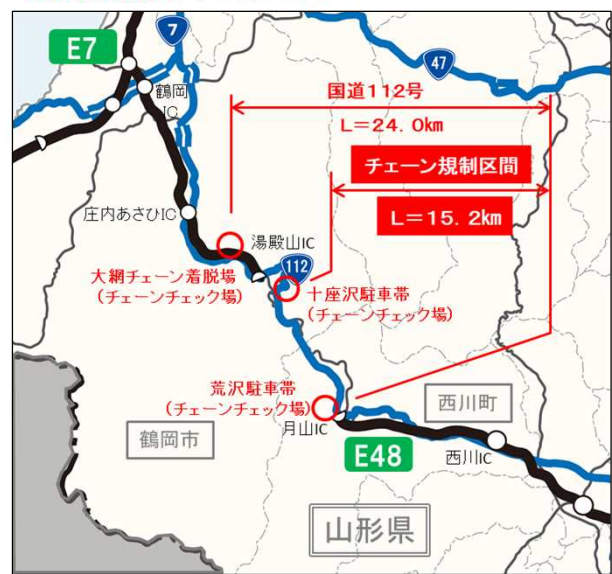 7
E7
47
鶴岡
IC
国道112号
L=24.0km
チェーン規制区間
L=15.2km
庄内あさひIC
湯殿山IC
大網チェーン着脱場
(チェーンチェック場)
112
十座沢駐車帯
(チェーンチェック場)
荒沢駐車帯
(チェーンチェック場)
月山IC
西川町
鶴岡市
E48
西川IC
山形県